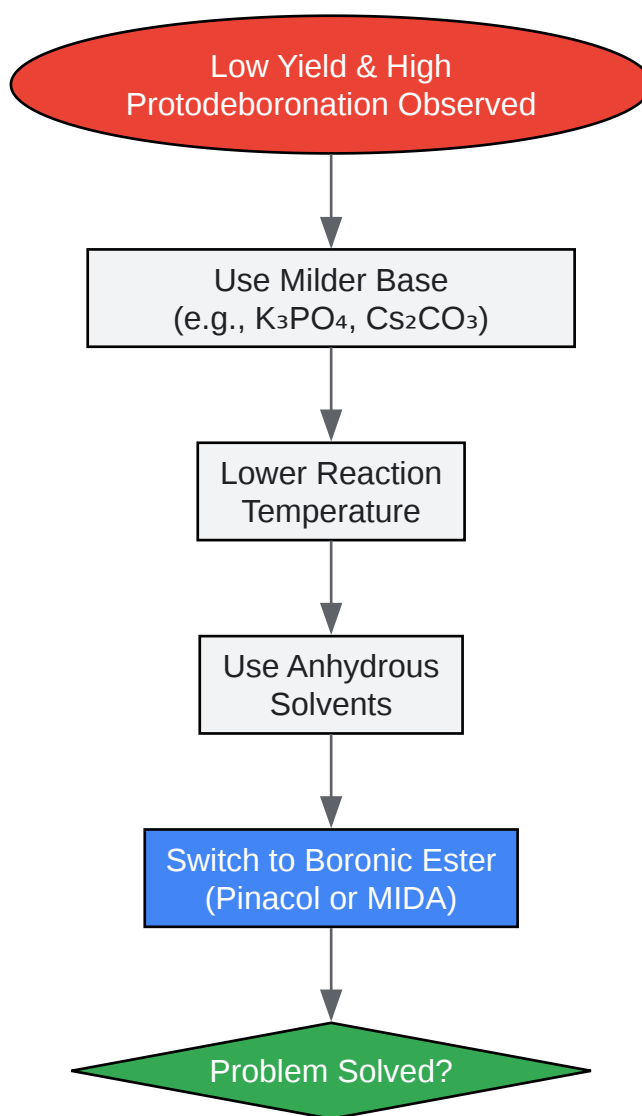 Low Yield & High
Protodeboronation Observed
Use Milder Base
(e.g., K₃PO₄, Cs₂CO₃)
Lower Reaction
Temperature
Use Anhydrous
Solvents
Switch to Boronic Ester
(Pinacol or MIDA)
Problem Solved?